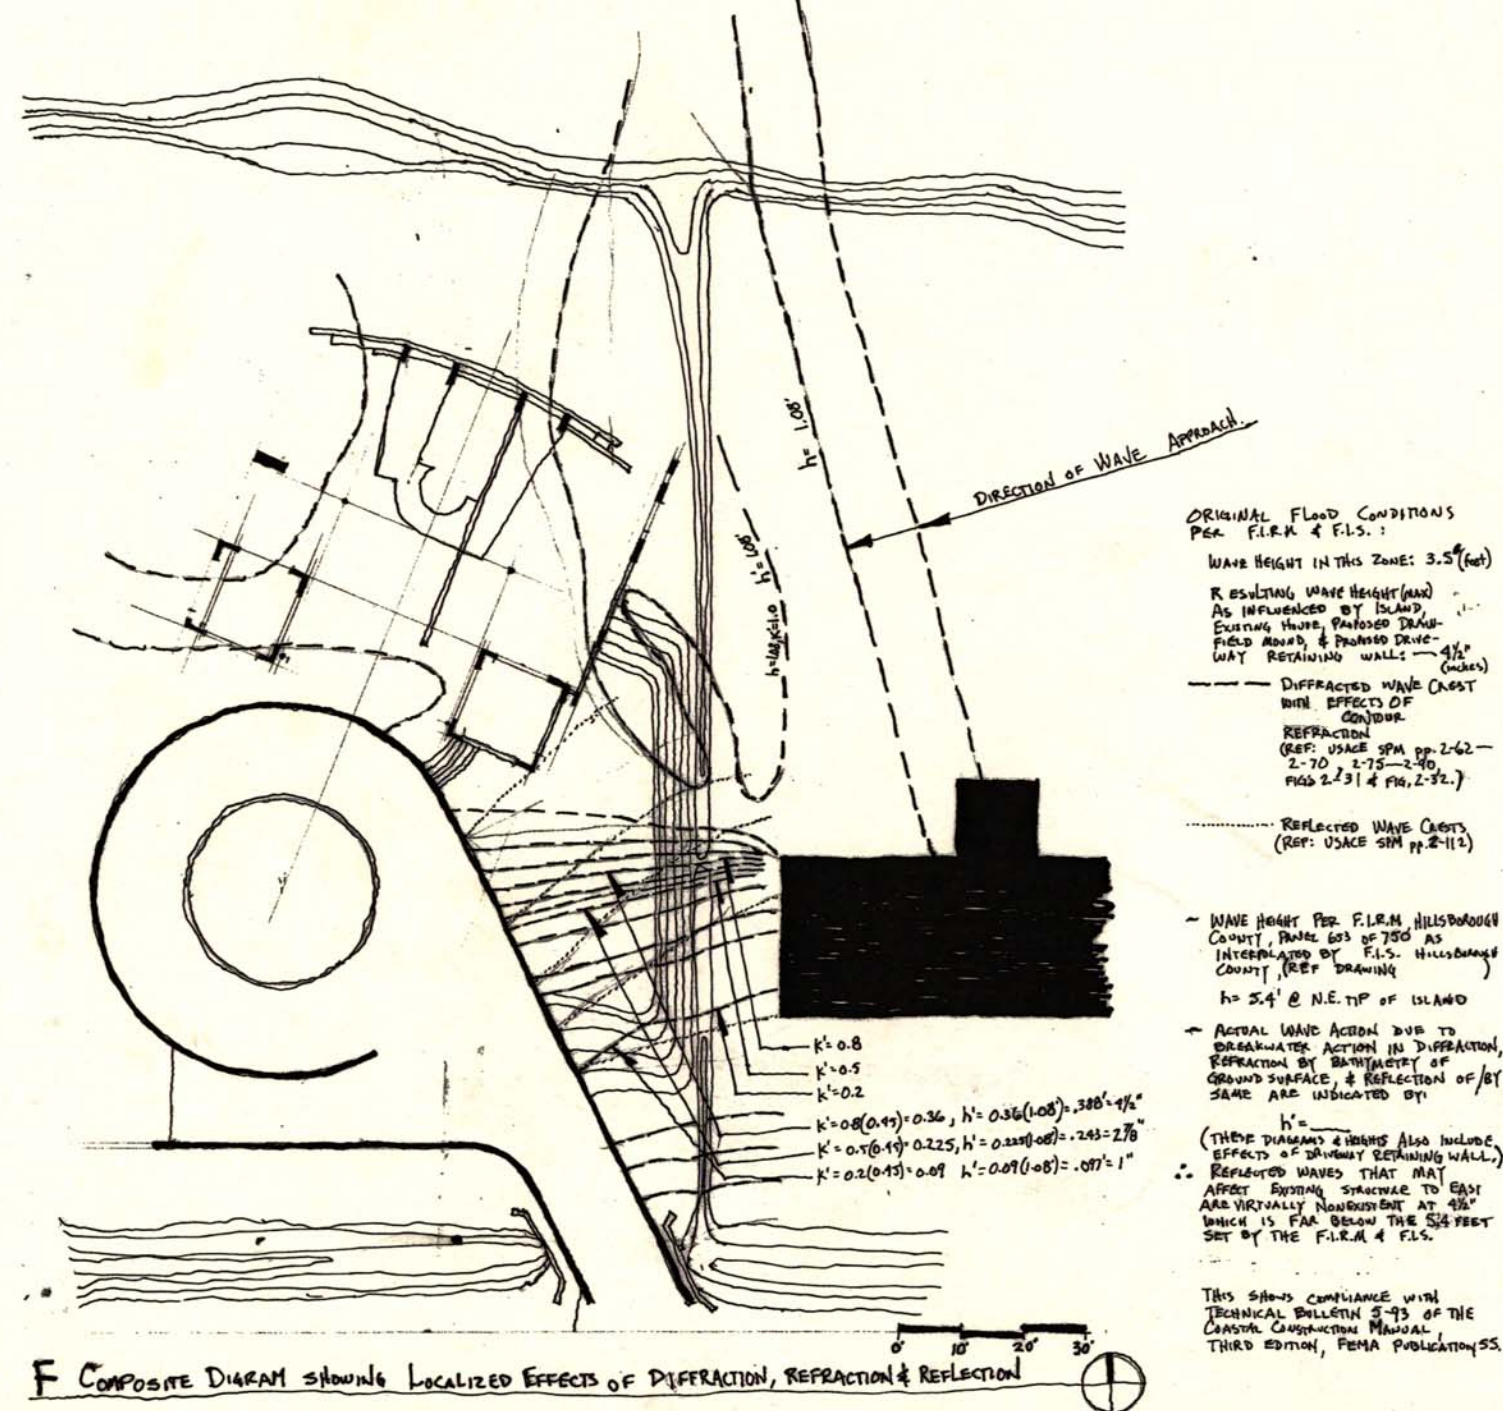 h= 1.08'
DIRECTION OF WAVE APPROACH
h'= 1.08'
K'= 0.8
K'= 0.5
K'= 0.2
K'= 0.8(0.45)= 0.36, h'= 0.36(1.08')= .388'= 4½"
K'= 0.5(0.45)= 0.225, h'= 0.225(1.08')= .243= 2⅞"
K'= 0.2(0.45)= 0.09 h'= 0.09(1.08')= .097'= 1"
ORIGINAL FLOOD CONDITIONS
PER F.I.R.M & F.I.S. :
WAVE HEIGHT IN THIS ZONE: 3.5' (feet)
RESULTING WAVE HEIGHT (MAX)
AS INFLUENCED BY ISLAND,
EXISTING HOUSE, PROPOSED DRAIN-
FIELD MOUND, & PROPOSED DRIVE-
WAY RETAINING WALL: — 4½"
(inches)
DIFFRACTED WAVE CREST
WITH EFFECTS OF
CONTOUR
REFRACTION
(REF: USACE SPM pp. 2-62 —
2-70, 2-75 — 2-90,
FIGS 2-31 & FIG. 2-32.)
REFLECTED WAVE CRESTS
(REF: USACE SPM pp. 2-112)
~ WAVE HEIGHT PER F.I.R.M, HILLSBOROUGH
COUNTY, PANEL 653 OF 750 AS
INTERPOLATED BY F.I.S. HILLSBOROUGH
COUNTY, (REF DRAWING )
h= 5.4' @ N.E. TIP OF ISLAND
~ ACTUAL WAVE ACTION DUE TO
BREAKWATER ACTION IN DIFFRACTION,
REFRACTION BY BATHYMETRY OF
GROUND SURFACE, & REFLECTION OF/BY
SAME ARE INDICATED BY:
h'= ____
(THESE DIAGRAMS & HEIGHTS ALSO INCLUDE
EFFECTS OF DRIVEWAY RETAINING WALL.)
∴ REFLECTED WAVES THAT MAY
AFFECT EXISTING STRUCTURE TO EAST
ARE VIRTUALLY NONEXISTENT AT 4½"
WHICH IS FAR BELOW THE 5.4 FEET
SET BY THE F.I.R.M & F.I.S.
THIS SHOWS COMPLIANCE WITH
TECHNICAL BULLETIN 5-93 OF THE
COASTAL CONSTRUCTION MANUAL,
THIRD EDITION, FEMA PUBLICATION 55.
0' 10' 20' 30'
F COMPOSITE DIGRAM SHOWING LOCALIZED EFFECTS OF DIFFRACTION, REFRACTION & REFLECTION